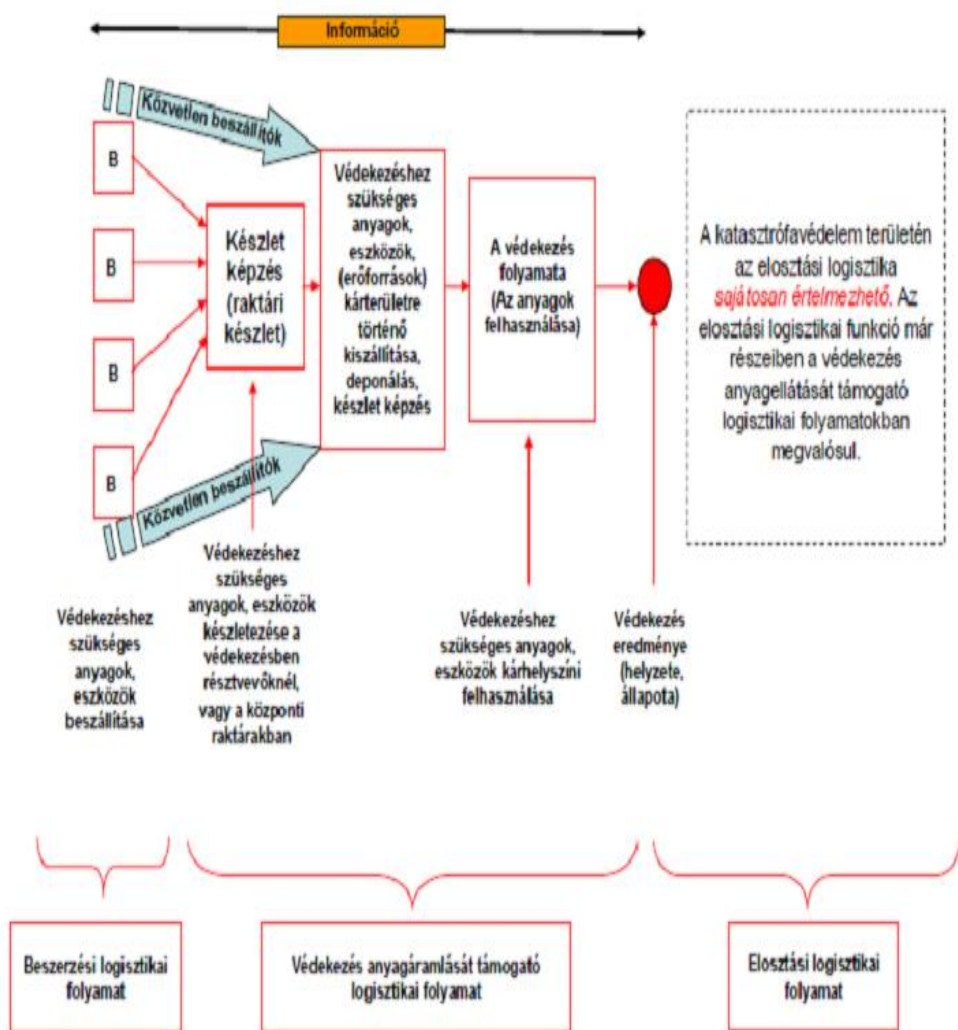 Információ
Közvetlen beszállítók
B
B
B
B
Készlet
képzés
(raktári
készlet)
Védekezéshez
szükséges
anyagok,
eszközök,
(erőforrások)
kárterületre
történő
kiszállítása,
deponálás,
készlet képzés
A védekezés
folyamata
(Az anyagok
felhasználása)
A katasztrófavédelem területén
az elosztási logisztika
sajátosan értelmezhető. Az
elosztási logisztikai funkció már
részeiben a védekezés
anyagellátását támogató
logisztikai folyamatokban
megvalósul.
Közvetlen beszállítók
Védekezéshez
szükséges
anyagok,
eszközök
beszállítása
Védekezéshez
szükséges
anyagok, eszközök
készletezése a
védekezésben
résztvevőknél,
vagy a központi
raktárakban
Védekezéshez
szükséges anyagok,
eszközök kárhelyszíni
felhasználása
Védekezés
eredménye
(helyzete,
állapota)
Beszerzési logisztikai
folyamat
Védekezés anyagáramlását támogató
logisztikai folyamat
Elosztási logisztikai
folyamat